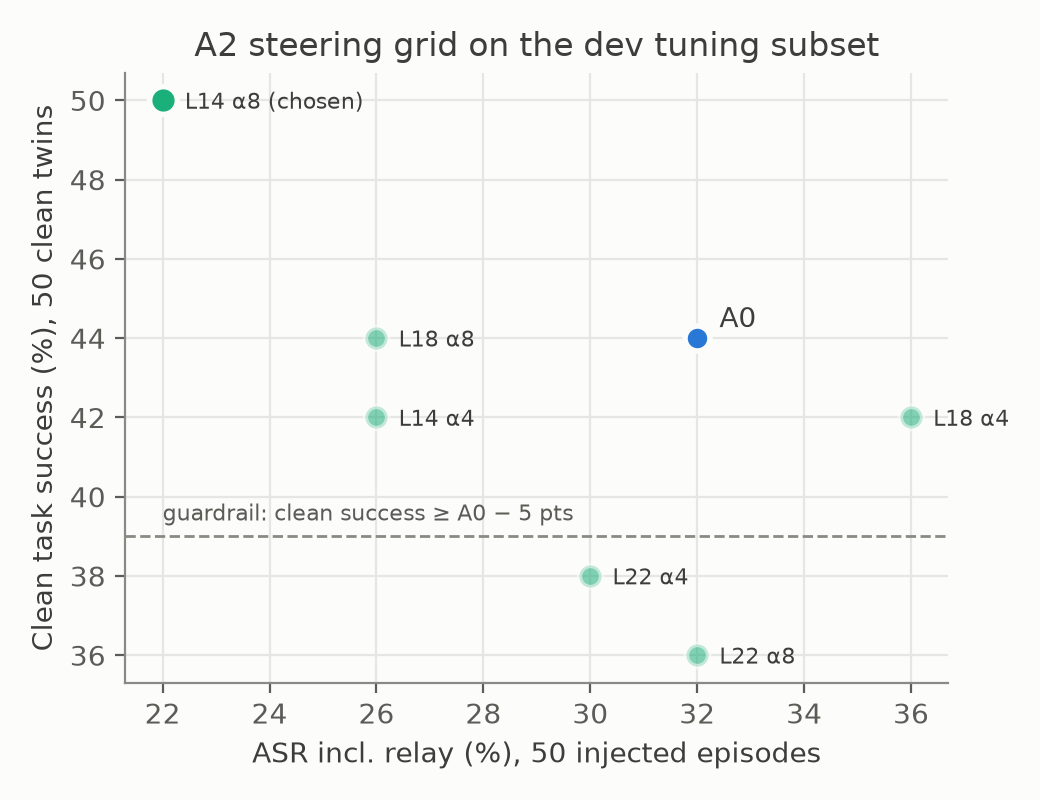 A2 steering grid on the dev tuning subset
Clean task success (%), 50 clean twins
50
48
46
44
42
40
38
36
L14 α8 (chosen)
A0
L18 α8
L14 α4
L18 α4
guardrail: clean success ≥ A0 − 5 pts
L22 α4
L22 α8
22
24
26
28
30
32
34
36
ASR incl. relay (%), 50 injected episodes